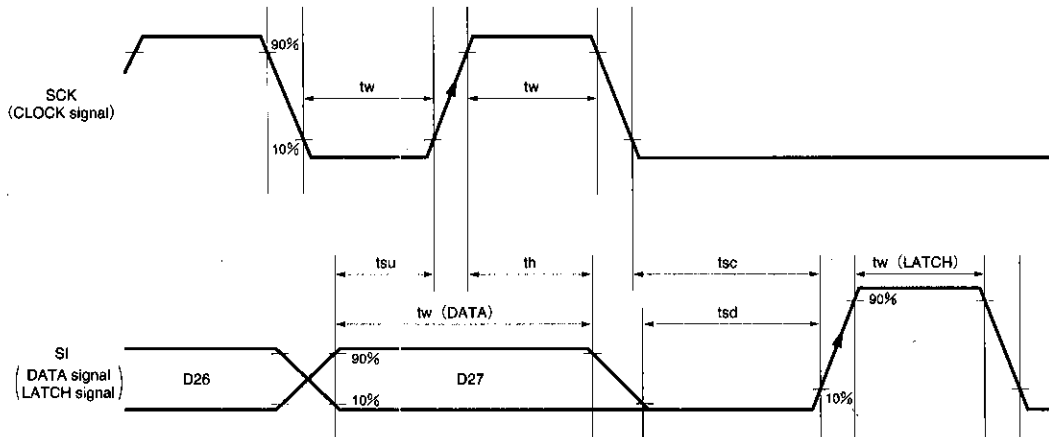 90%
SCK
(CLOCK signal)
tw
tw
10%
tsu
th
tsc
tw (LATCH)
tw (DATA)
tsd
90%
SI
DATA signal
LATCH signal
D26
90%
D27
10%
10%